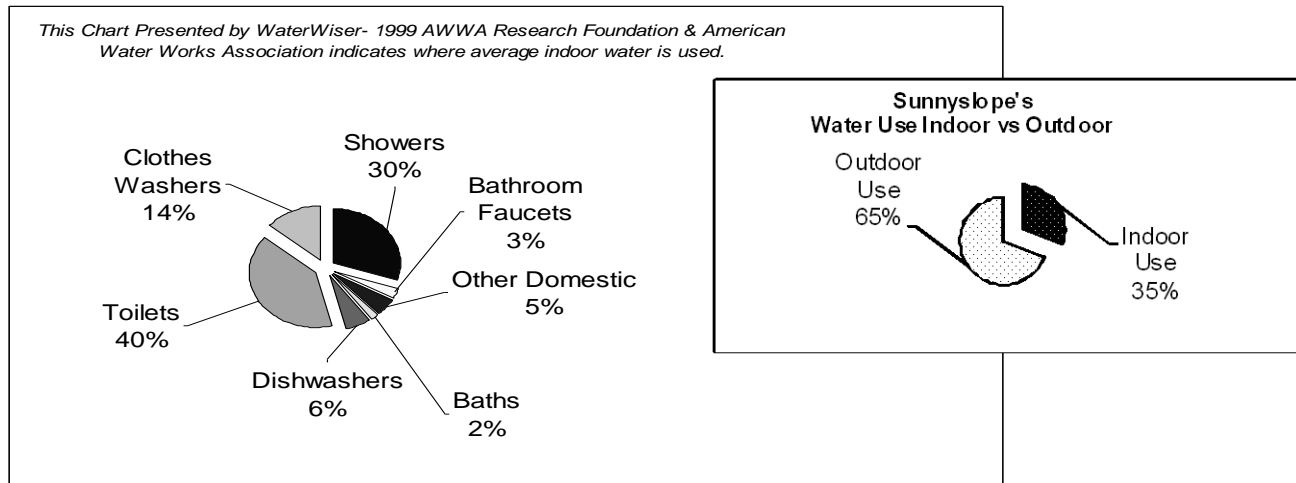 This Chart Presented by WaterWiser- 1999 AWWA Research Foundation & American
Water Works Association indicates where average indoor water is used.
Showers
30%
Clothes
Washers
14%
Bathroom
Faucets
3%
Other Domestic
5%
Toilets
40%
Dishwashers
6%
Baths
2%
Sunnyslope's
Water Use Indoor vs Outdoor
Outdoor
Use
65%
Indoor
Use
35%